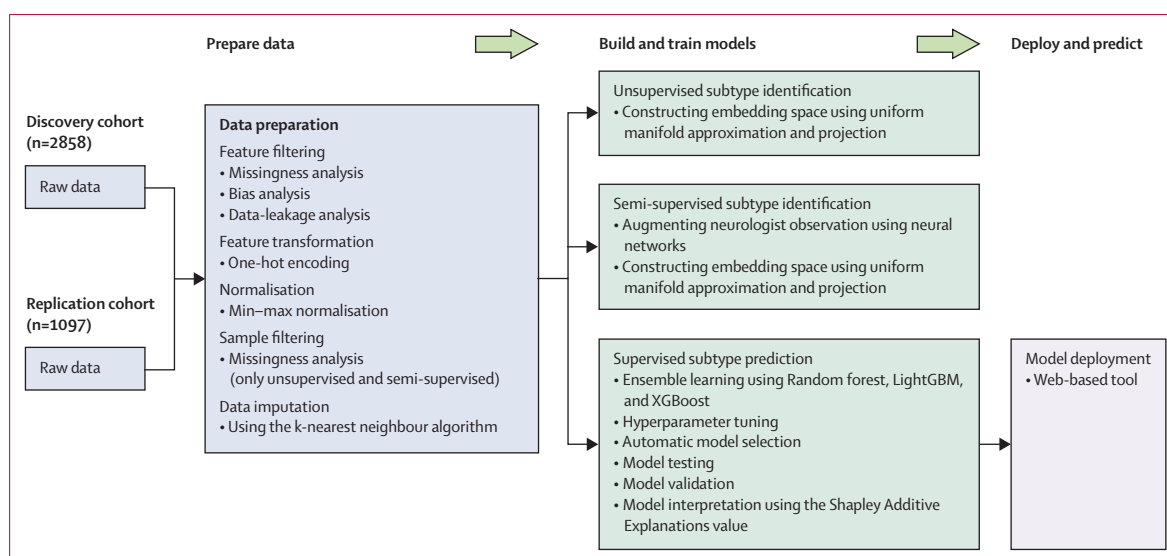 Prepare data
Build and train models
Deploy and predict
Discovery cohort
(n=2858)
Raw data
Replication cohort
(n=1097)
Raw data
Data preparation
Feature filtering
• Missingness analysis
• Bias analysis
• Data-leakage analysis
Feature transformation
• One-hot encoding
Normalisation
• Min–max normalisation
Sample filtering
• Missingness analysis
(only unsupervised and semi-supervised)
Data imputation
• Using the k-nearest neighbour algorithm
Unsupervised subtype identification
• Constructing embedding space using uniform
manifold approximation and projection
Semi-supervised subtype identification
• Augmenting neurologist observation using neural
networks
• Constructing embedding space using uniform
manifold approximation and projection
Supervised subtype prediction
• Ensemble learning using Random forest, LightGBM,
and XGBoost
• Hyperparameter tuning
• Automatic model selection
• Model testing
• Model validation
• Model interpretation using the Shapley Additive
Explanations value
Model deployment
• Web-based tool